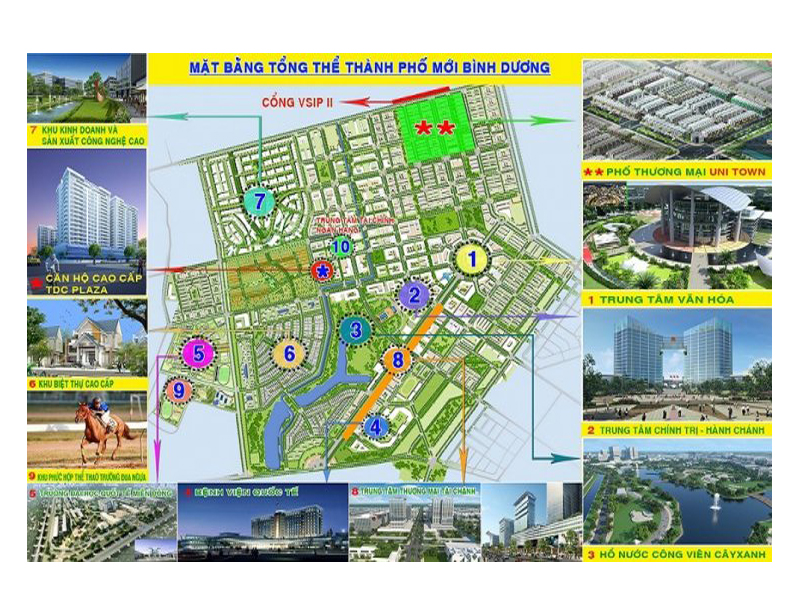 MẶT BẰNG TỔNG THỂ THÀNH PHỐ MỚI BÌNH DƯƠNG
CỔNG VSIP II
**
7 KHU KINH DOANH VÀ
SẢN XUẤT CÔNG NGHỆ CAO
** PHỐ THƯƠNG MẠI UNI TOWN
7
TRUNG TÂM TÀI CHÍNH
NGÂN HÀNG
10
*
1
2
CĂN HỘ CAO CẤP
TDC PLAZA
1 TRUNG TÂM VĂN HÓA
3
5
6
8
9
4
6 KHU BIỆT THỰ CAO CẤP
2 TRUNG TÂM CHÍNH TRỊ - HÀNH CHÁNH
9 KHU PHỨC HỢP THỂ THAO TRƯỜNG ĐUA NGỰA
5 TRƯỜNG ĐẠI HỌC QUỐC TẾ MIỀN ĐÔNG
4 BỆNH VIỆN QUỐC TẾ
8 TRUNG TÂM THƯƠNG MẠI TÀI CHÁNH
3 HỒ NƯỚC CÔNG VIÊN CÂY XANH